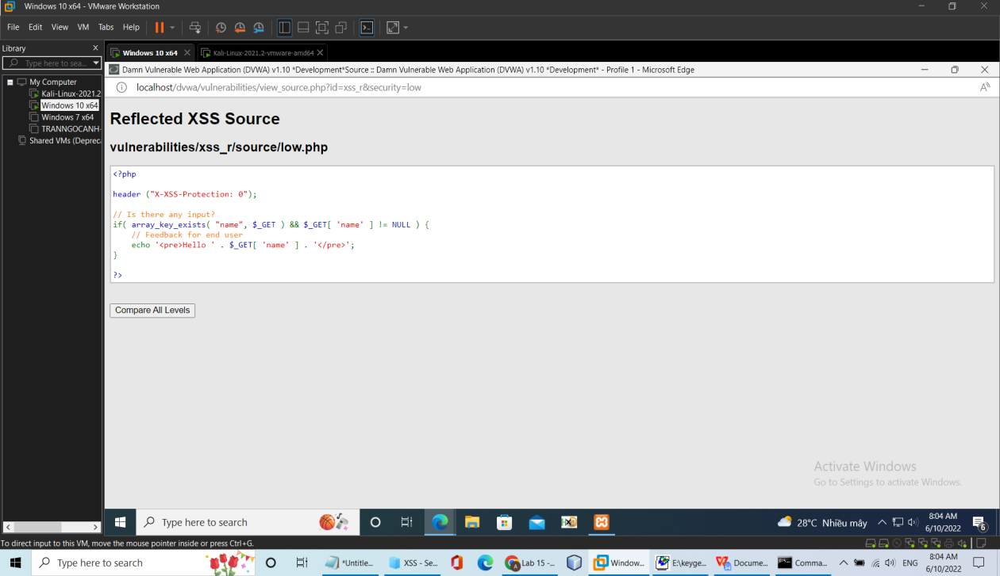 Windows 10 x64 - VMware Workstation
File Edit View VM Tabs Help
Library X
Type here to sea...
My Computer
Kali-Linux-2021.2
Windows 10 x64
Windows 7 x64
TRANNGOCANH-
Shared VMs (Depreca
Windows 10 x64
Kali-Linux-2021.2-vmware-amd64
Damn Vulnerable Web Application (DVWA) v1.10 *Development*Source :: Damn Vulnerable Web Application (DVWA) v1.10 *Development* - Profile 1 - Microsoft Edge
localhost/dvwa/vulnerabilities/view_source.php?id=xss_r&security=low
Reflected XSS Source
vulnerabilities/xss_r/source/low.php
<?php
header ("X-XSS-Protection: 0");
// Is there any input?
if( array_key_exists( "name", $_GET ) && $_GET[ 'name' ] != NULL ) {
// Feedback for end user
echo '<pre>Hello ' . $_GET[ 'name' ] . '</pre>';
}
?>
Compare All Levels
Activate Windows
Go to Settings to activate Windows.
Type here to search
28°C Nhiều mây
8:04 AM
6/10/2022
6
To direct input to this VM, move the mouse pointer inside or press Ctrl+G.
Type here to search
*Untitle...
XSS - Se...
Lab 15 -...
Window...
E:\keyge...
Docume...
Comma...
ENG
8:04 AM
6/10/2022